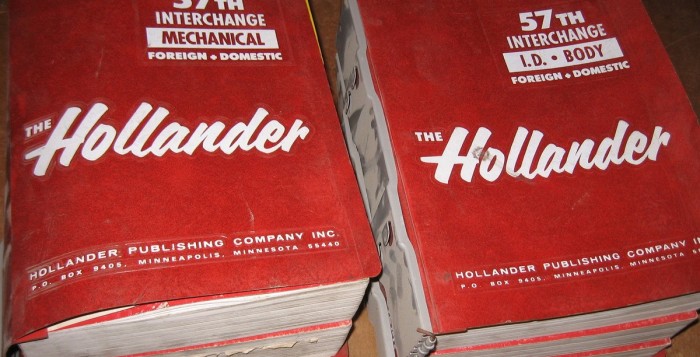 57TH
INTERCHANGE
MECHANICAL
FOREIGN • DOMESTIC
THE Hollander
HOLLANDER PUBLISHING COMPANY INC.
P.O. BOX 9405, MINNEAPOLIS, MINNESOTA 55440
57TH
INTERCHANGE
I.D. • BODY
FOREIGN • DOMESTIC
THE Hollander
HOLLANDER PUBLISHING COMPANY IN
P.O. BOX 9405, MINNEAPOLIS, MINNESOTA